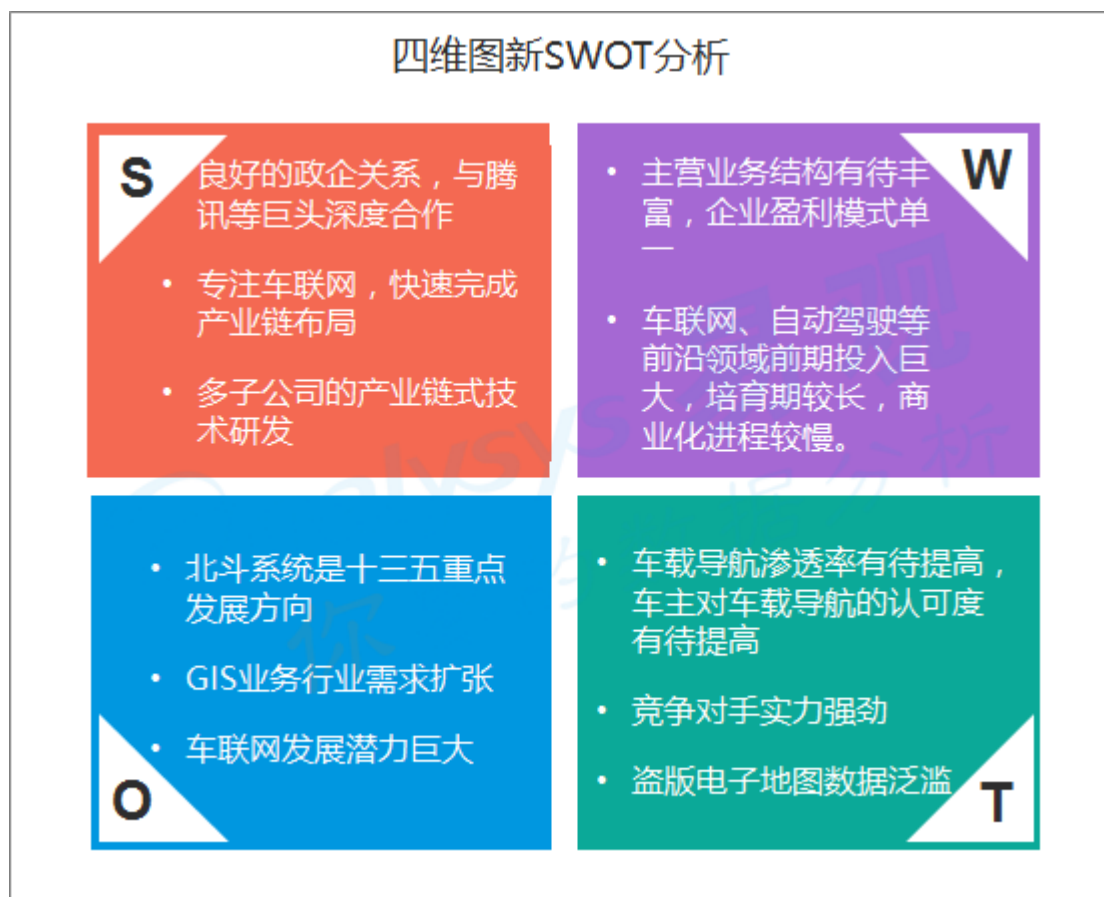 四维图新SWOT分析
S
良好的政企关系，与腾
讯等巨头深度合作
• 专注车联网，快速完成
产业链布局
• 多子公司的产业链式技
术研发
W
• 主营业务结构有待丰
富，企业盈利模式单
一
• 车联网、自动驾驶等
前沿领域前期投入巨
大，培育期较长，商
业化进程较慢。
O
• 北斗系统是十三五重点
发展方向
• GIS业务行业需求扩张
• 车联网发展潜力巨大
T
• 车载导航渗透率有待提高，
车主对车载导航的认可度
有待提高
• 竞争对手实力强劲
• 盗版电子地图数据泛滥